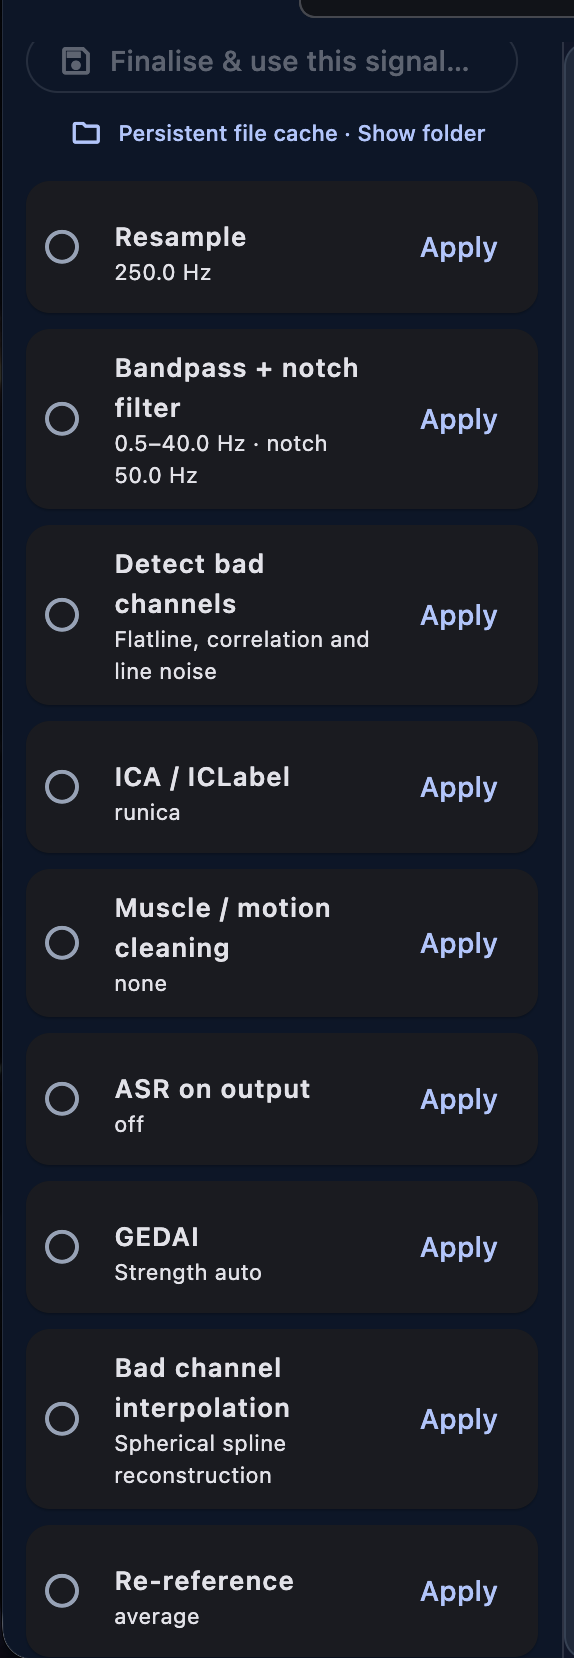 Finalise & use this signal...
Persistent file cache · Show folder
Resample
250.0 Hz
Apply
Bandpass + notch
filter
0.5–40.0 Hz · notch
50.0 Hz
Apply
Detect bad
channels
Flatline, correlation and
line noise
Apply
ICA / ICLabel
runica
Apply
Muscle / motion
cleaning
none
Apply
ASR on output
off
Apply
GEDAI
Strength auto
Apply
Bad channel
interpolation
Spherical spline
reconstruction
Apply
Re-reference
average
Apply